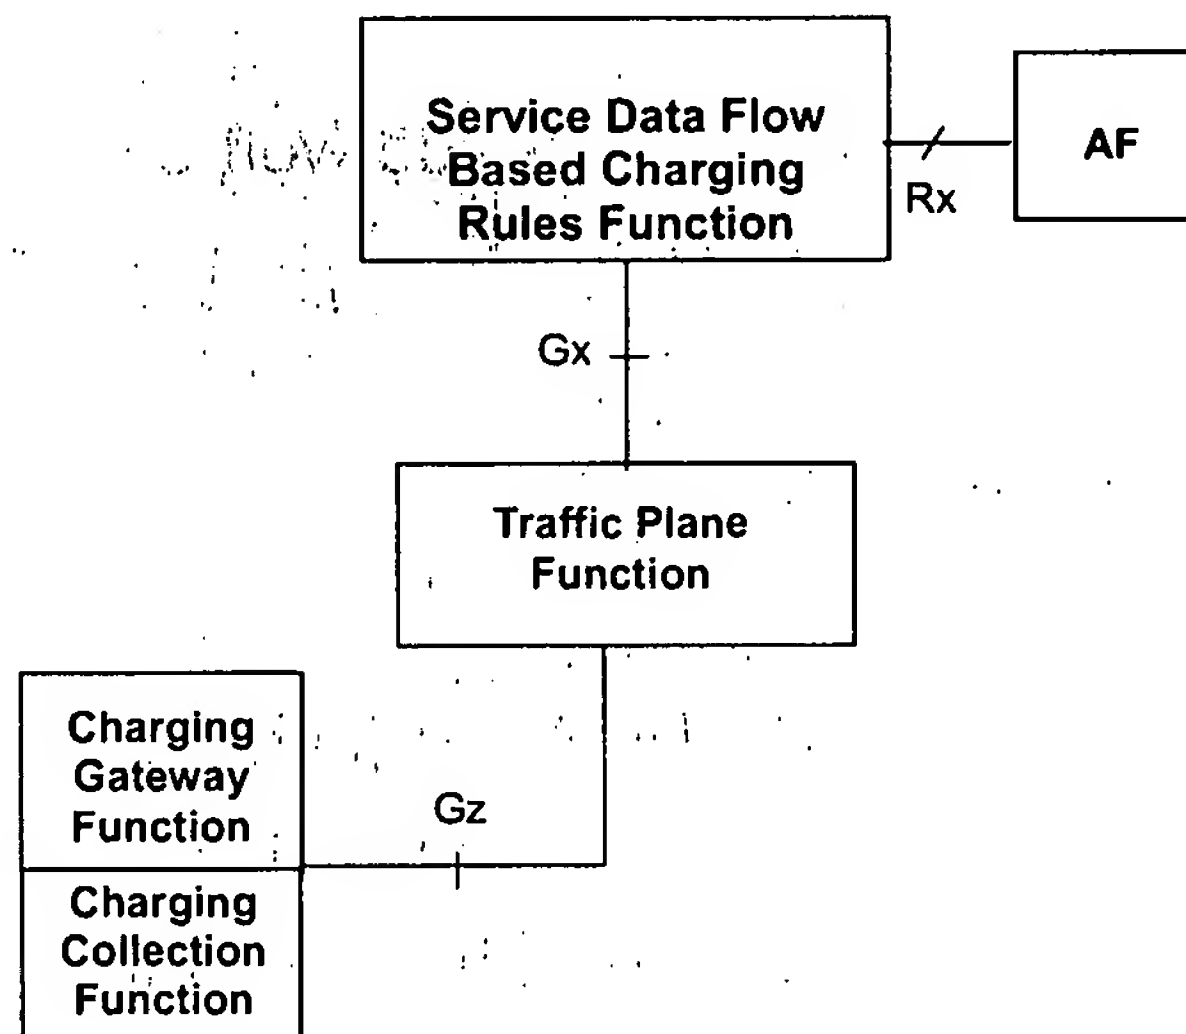 Service Data Flow
Based Charging
Rules Function
AF
Rx
Gx
Traffic Plane
Function
Charging
Gateway
Function
Gz
Charging
Collection
Function